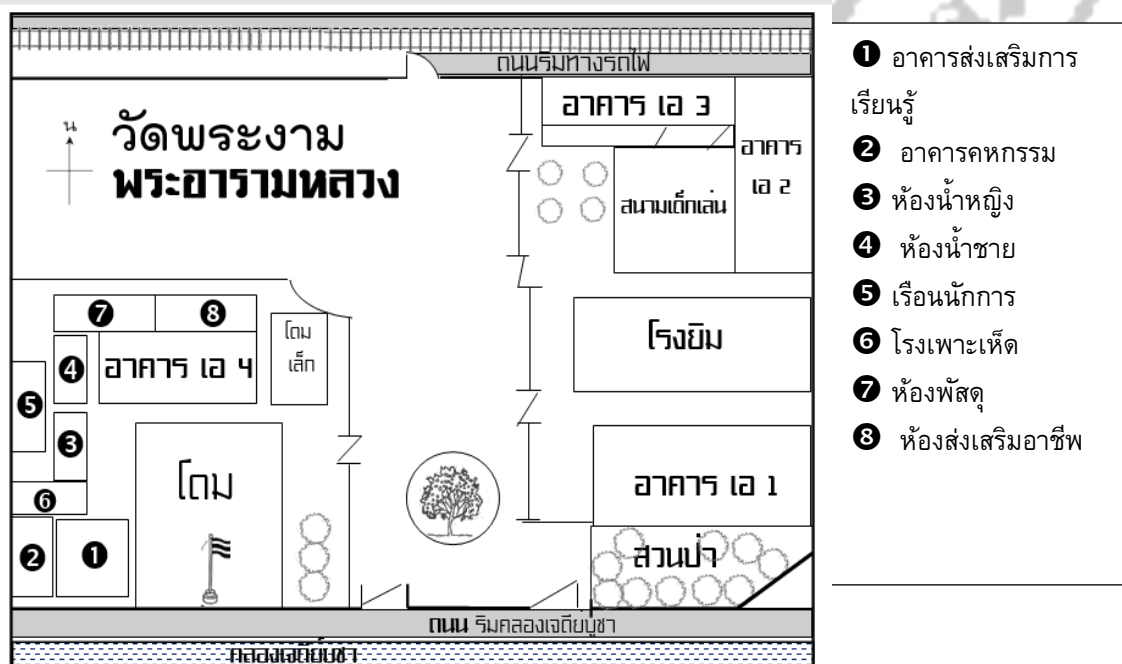 ถนนริมทางรถไฟ
น
วัดพระงาม
พระอารามหลวง
อาคาร เอ 3
อาคาร
เอ 2
สนามเด็กเล่น
❼
❽
โดม
เล็ก
โรงยิม
❹
อาคาร เอ 4
❺
❸
โดม
อาคาร เอ 1
❻
❷
❶
สวนป่า
ถนน ริมคลองเจดีย์บูชา
คลองเจดีย์บูชา
❶ อาคารส่งเสริมการ
เรียนรู้
❷ อาคารคหกรรม
❸ ห้องน้ำหญิง
❹ ห้องน้ำชาย
❺ เรือนนักการ
❻ โรงเพาะเห็ด
❼ ห้องพัสดุ
❽ ห้องส่งเสริมอาชีพ